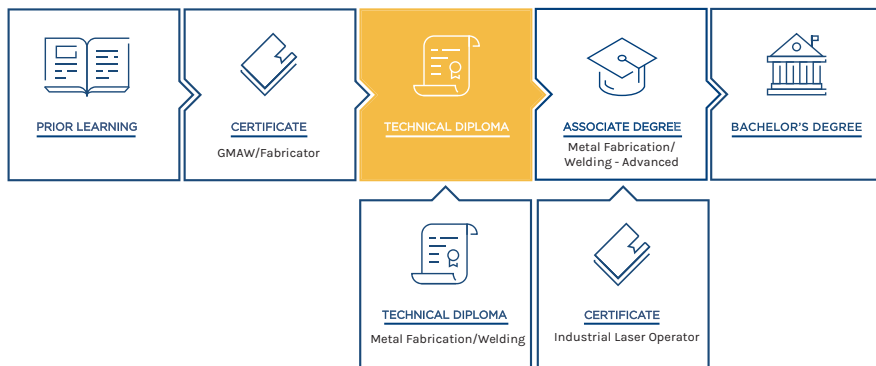 PRIOR LEARNING
CERTIFICATE
GMAW/Fabricator
TECHNICAL DIPLOMA
ASSOCIATE DEGREE
Metal Fabrication/
Welding - Advanced
BACHELOR'S DEGREE
TECHNICAL DIPLOMA
Metal Fabrication/Welding
CERTIFICATE
Industrial Laser Operator